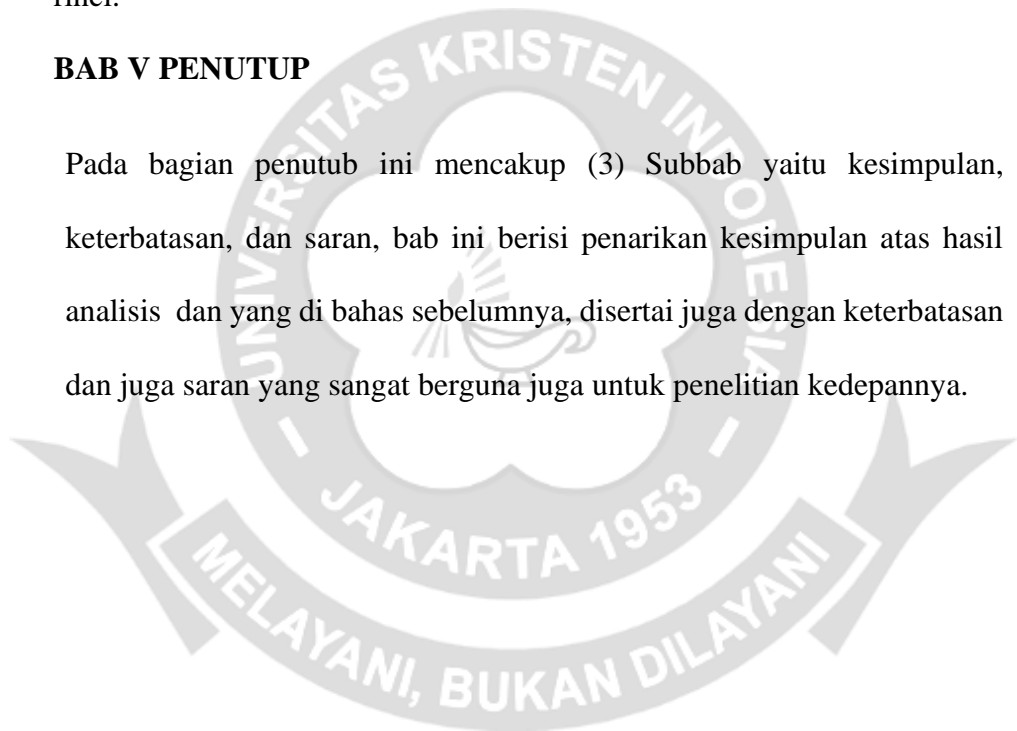 rinci.
BAB V PENUTUP
Pada bagian penutub ini mencakup (3) Subbab yaitu kesimpulan,
keterbatasan, dan saran, bab ini berisi penarikan kesimpulan atas hasil
analisis dan yang di bahas sebelumnya, disertai juga dengan keterbatasan
dan juga saran yang sangat berguna juga untuk penelitian kedepannya.
UNIVERSITAS KRISTEN INDONESIA
JAKARTA 1953
MELAYANI, BUKAN DILAYANI